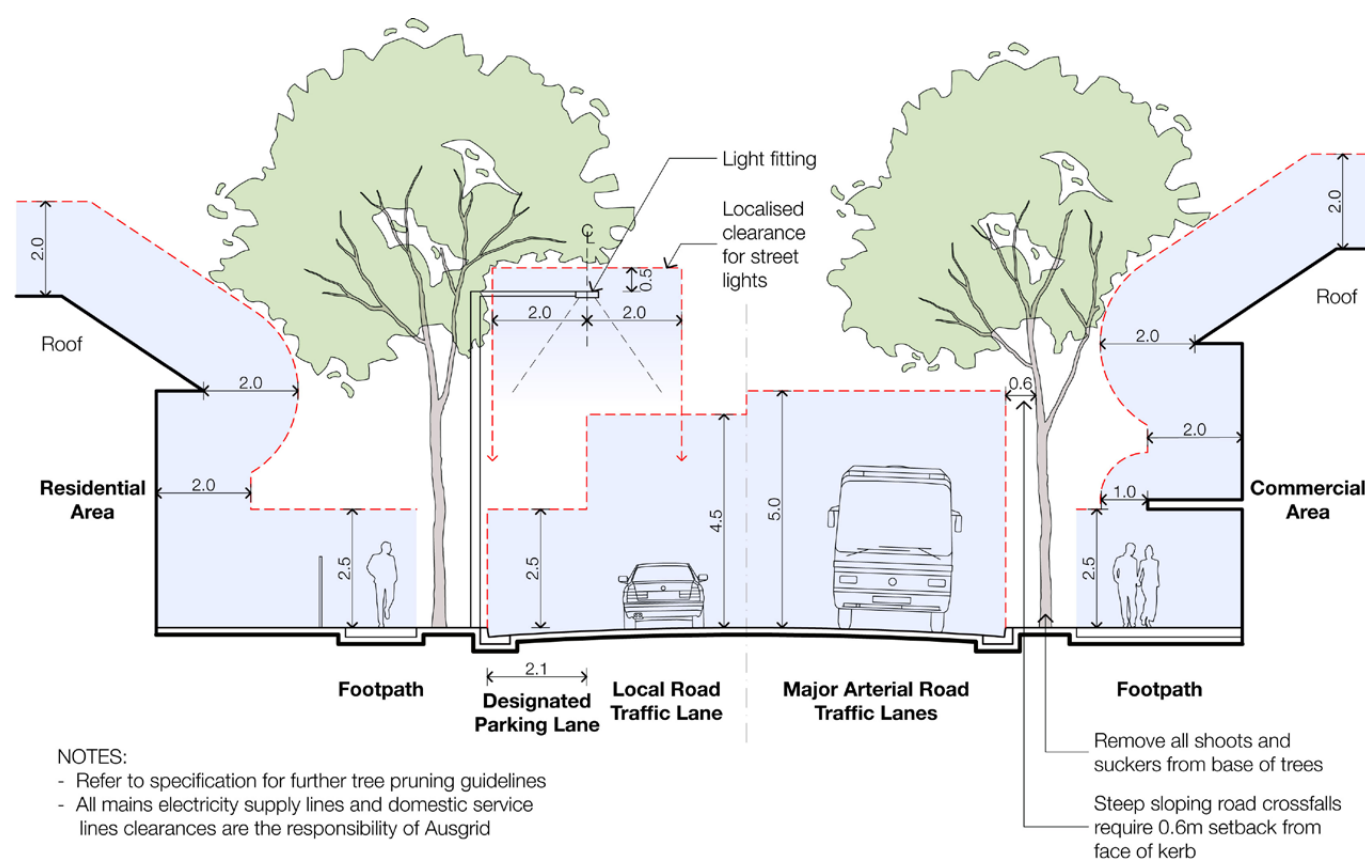 Light fitting
Localised
clearance
for street
lights
℄
0.5
2.0
2.0
2.0
2.0
Roof
Roof
2.0
2.0
0.6
2.0
2.0
Residential
Area
Commercial
Area
1.0
2.5
2.5
4.5
5.0
2.5
2.1
Footpath
Designated
Parking Lane
Local Road
Traffic Lane
Major Arterial Road
Traffic Lanes
Footpath
NOTES:
- Refer to specification for further tree pruning guidelines
- All mains electricity supply lines and domestic service
lines clearances are the responsibility of Ausgrid
Remove all shoots and
suckers from base of trees
Steep sloping road crossfalls
require 0.6m setback from
face of kerb